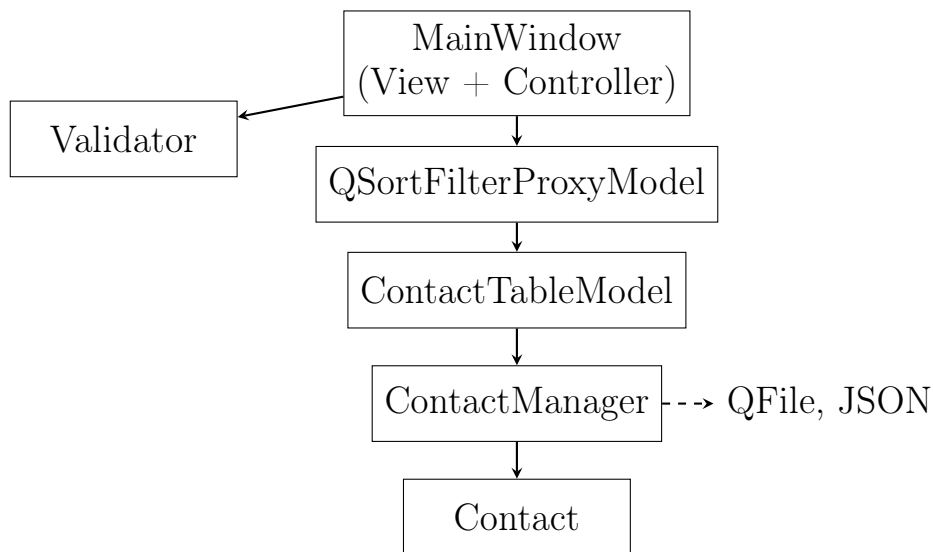 MainWindow
(View + Controller)
Validator
QSortFilterProxyModel
ContactTableModel
ContactManager
QFile, JSON
Contact